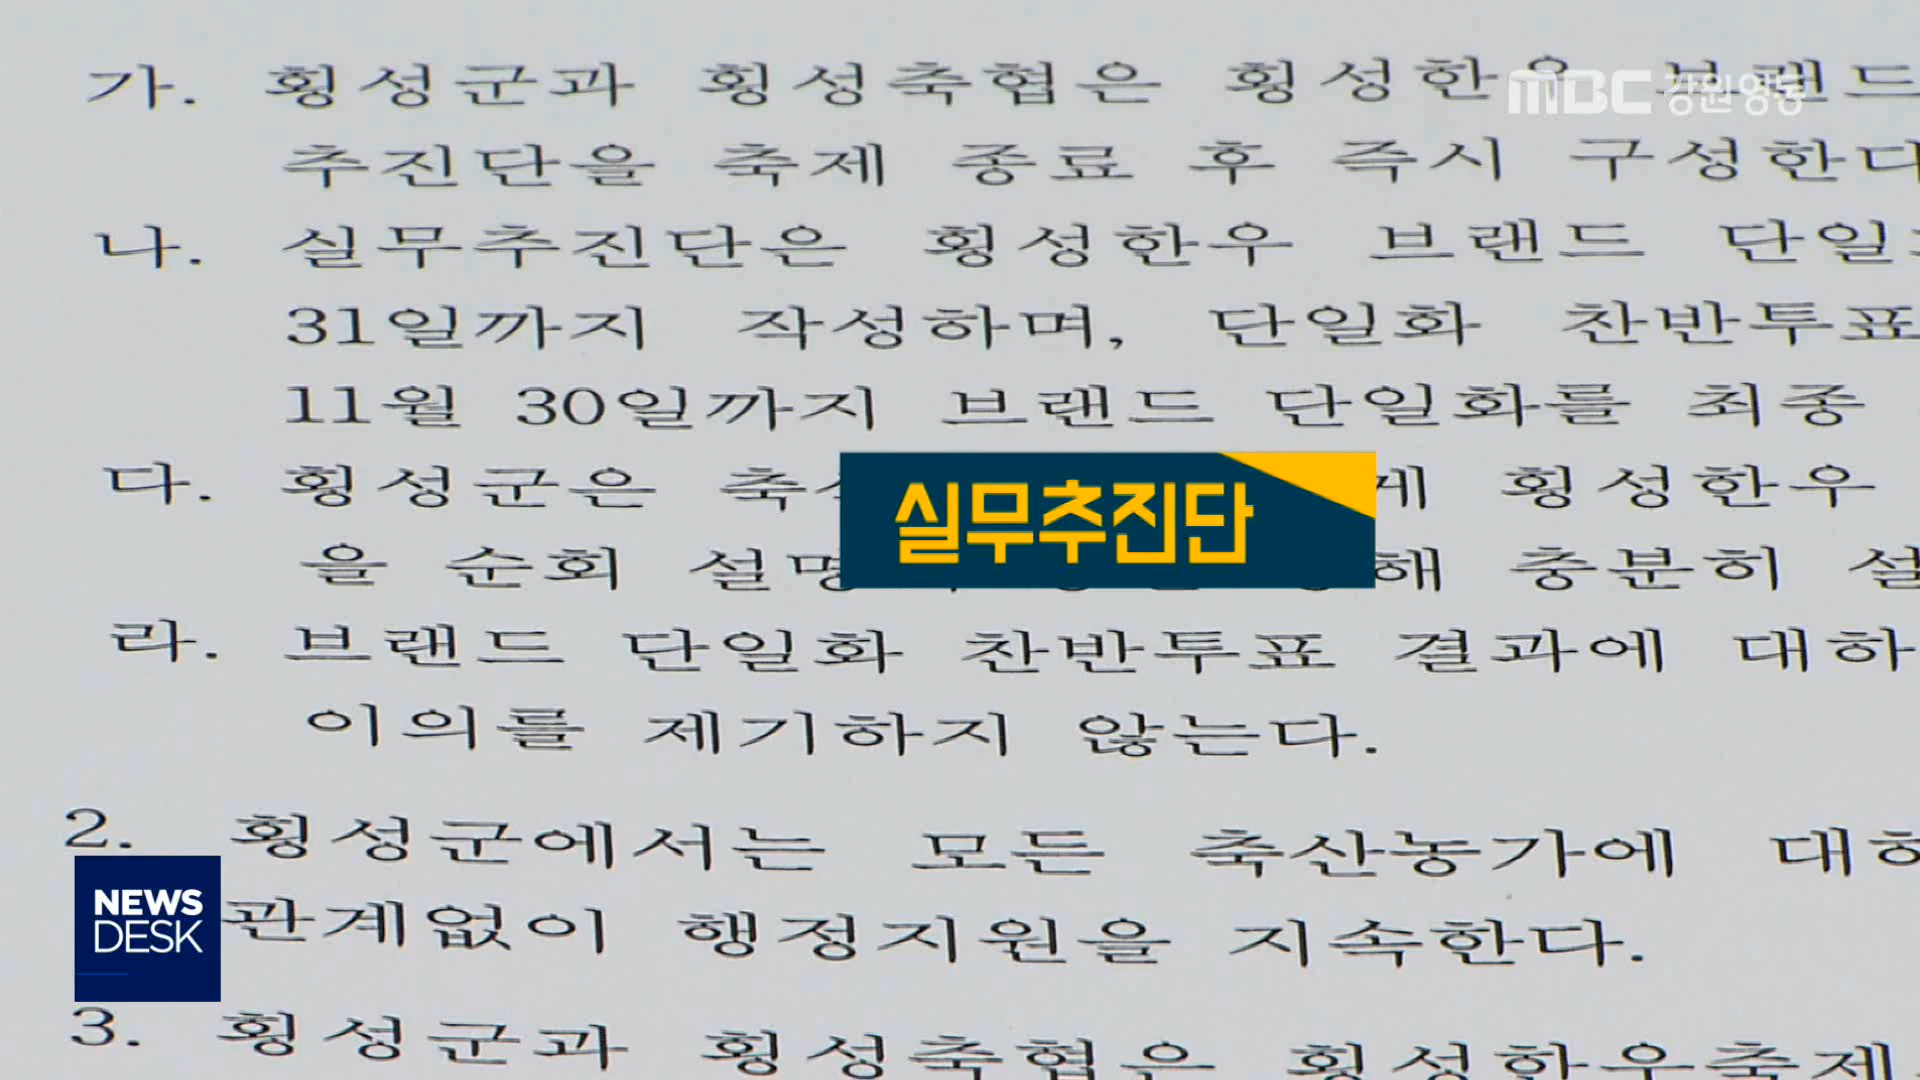 가. 횡성군과 횡성축협은 횡성한우 브랜드
MBC 강원영동
추진단을 축제 종료 후 즉시 구성한다
나. 실무추진단은 횡성한우 브랜드 단일
31일까지 작성하며, 단일화 찬반투표
11월 30일까지 브랜드 단일화를 최종
다. 횡성군은 게 횡성한우
실무추진단
을 순회 해 충분히
라. 브랜드 단일화 찬반투표 결과에 대하
이의를 제기하지 않는다.
2. 횡성군에서는 모든 축산농가에 대하
관계없이 행정지원을 지속한다.
NEWS
DESK
3. 횡성군과 횡성축협은 횡성한우축제